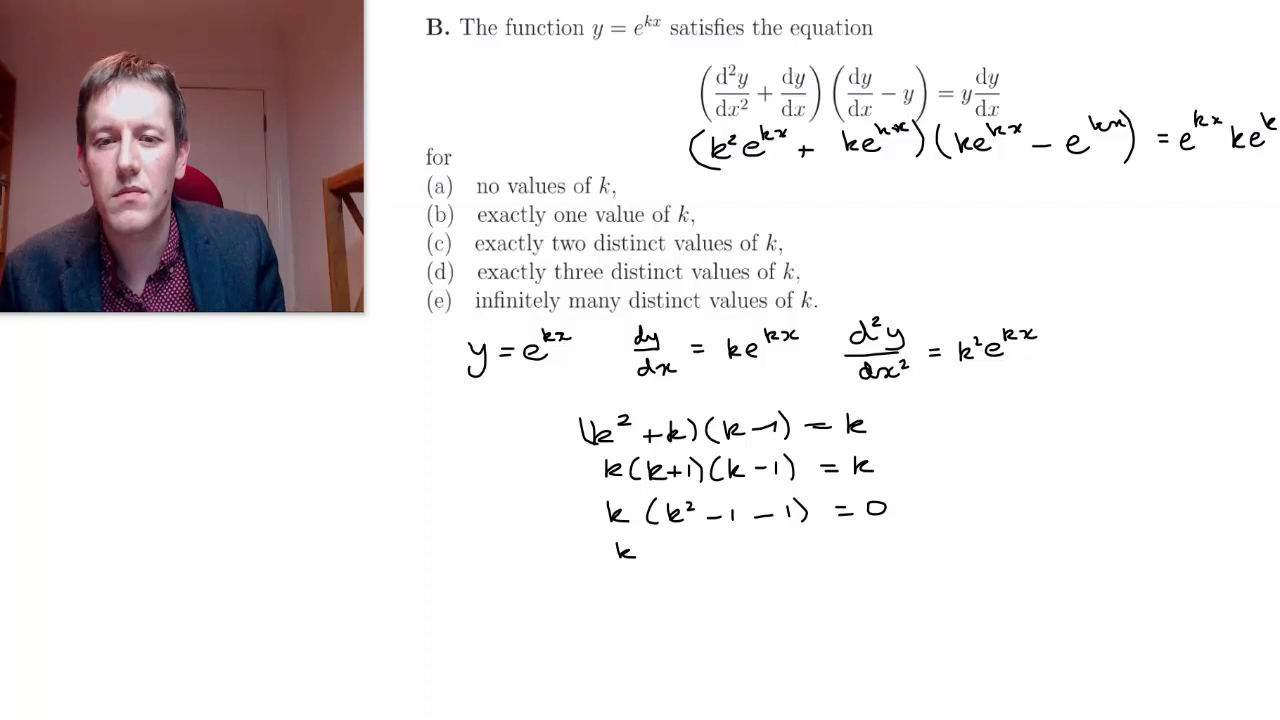 B. The function y = e^{kx} satisfies the equation
(d²y/dx² + dy/dx)(dy/dx − y) = y dy/dx
(k²e^{kx} + ke^{kx})(ke^{kx} − e^{kx}) = e^{kx} ke^{k
for
(a) no values of k,
(b) exactly one value of k,
(c) exactly two distinct values of k,
(d) exactly three distinct values of k,
(e) infinitely many distinct values of k.
y = e^{kx} dy/dx = ke^{kx} d²y/dx² = k²e^{kx}
(k² + k)(k − 1) = k
k(k+1)(k − 1) = k
k (k² − 1 − 1) = 0
k